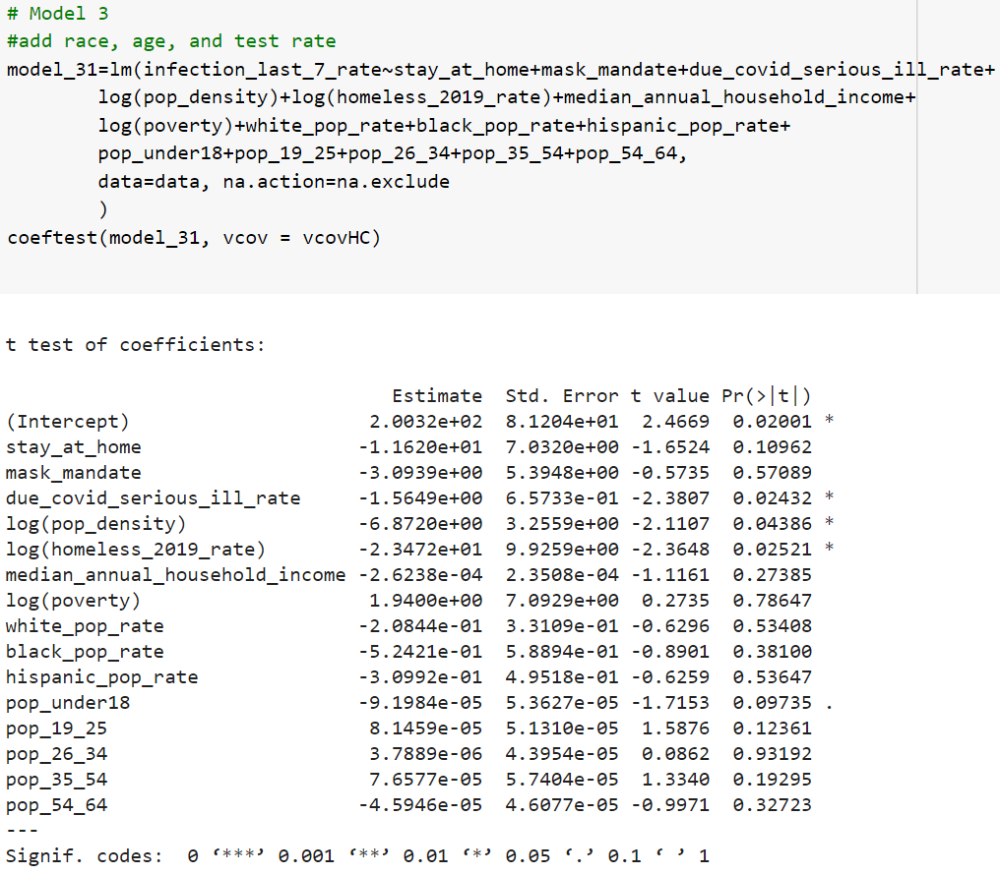 # Model 3
#add race, age, and test rate
model_31=lm(infection_last_7_rate~stay_at_home+mask_mandate+due_covid_serious_ill_rate+
        log(pop_density)+log(homeless_2019_rate)+median_annual_household_income+
        log(poverty)+white_pop_rate+black_pop_rate+hispanic_pop_rate+
        pop_under18+pop_19_25+pop_26_34+pop_35_54+pop_54_64,
        data=data, na.action=na.exclude
        )
coeftest(model_31, vcov = vcovHC)
t test of coefficients:
                                  Estimate  Std. Error t value Pr(>|t|)
(Intercept)                     2.0032e+02  8.1204e+01  2.4669  0.02001 *
stay_at_home                   -1.1620e+01  7.0320e+00 -1.6524  0.10962
mask_mandate                   -3.0939e+00  5.3948e+00 -0.5735  0.57089
due_covid_serious_ill_rate     -1.5649e+00  6.5733e-01 -2.3807  0.02432 *
log(pop_density)               -6.8720e+00  3.2559e+00 -2.1107  0.04386 *
log(homeless_2019_rate)        -2.3472e+01  9.9259e+00 -2.3648  0.02521 *
median_annual_household_income -2.6238e-04  2.3508e-04 -1.1161  0.27385
log(poverty)                    1.9400e+00  7.0929e+00  0.2735  0.78647
white_pop_rate                 -2.0844e-01  3.3109e-01 -0.6296  0.53408
black_pop_rate                 -5.2421e-01  5.8894e-01 -0.8901  0.38100
hispanic_pop_rate              -3.0992e-01  4.9518e-01 -0.6259  0.53647
pop_under18                    -9.1984e-05  5.3627e-05 -1.7153  0.09735 .
pop_19_25                       8.1459e-05  5.1310e-05  1.5876  0.12361
pop_26_34                       3.7889e-06  4.3954e-05  0.0862  0.93192
pop_35_54                       7.6577e-05  5.7404e-05  1.3340  0.19295
pop_54_64                      -4.5946e-05  4.6077e-05 -0.9971  0.32723
---
Signif. codes:  0 ‘***’ 0.001 ‘**’ 0.01 ‘*’ 0.05 ‘.’ 0.1 ‘ ’ 1